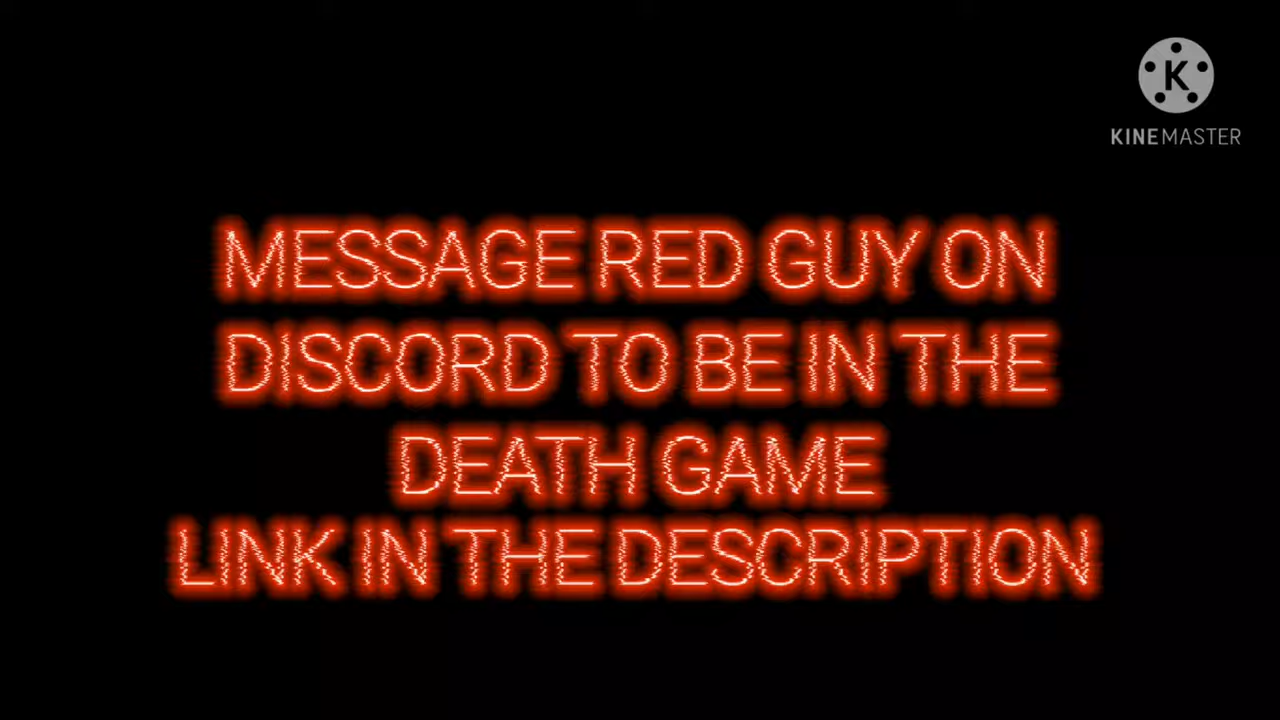 K
KINEMASTER
MESSAGE RED GUY ON
DISCORD TO BE IN THE
DEATH GAME
LINK IN THE DESCRIPTION